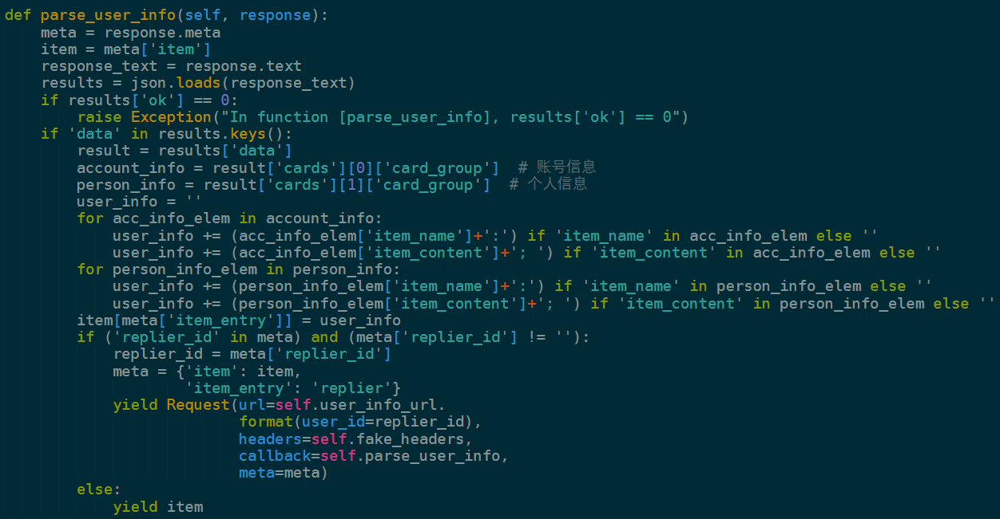 def parse_user_info(self, response):
    meta = response.meta
    item = meta['item']
    response_text = response.text
    results = json.loads(response_text)
    if results['ok'] == 0:
        raise Exception("In function [parse_user_info], results['ok'] == 0")
    if 'data' in results.keys():
        result = results['data']
        account_info = result['cards'][0]['card_group']  # 账号信息
        person_info = result['cards'][1]['card_group']  # 个人信息
        user_info = ''
        for acc_info_elem in account_info:
            user_info += (acc_info_elem['item_name']+':') if 'item_name' in acc_info_elem else ''
            user_info += (acc_info_elem['item_content']+'; ') if 'item_content' in acc_info_elem else ''
        for person_info_elem in person_info:
            user_info += (person_info_elem['item_name']+':') if 'item_name' in person_info_elem else ''
            user_info += (person_info_elem['item_content']+'; ') if 'item_content' in person_info_elem else ''
        item[meta['item_entry']] = user_info
        if ('replier_id' in meta) and (meta['replier_id'] != ''):
            replier_id = meta['replier_id']
            meta = {'item': item,
                    'item_entry': 'replier'}
            yield Request(url=self.user_info_url.
                          format(user_id=replier_id),
                          headers=self.fake_headers,
                          callback=self.parse_user_info,
                          meta=meta)
        else:
            yield item